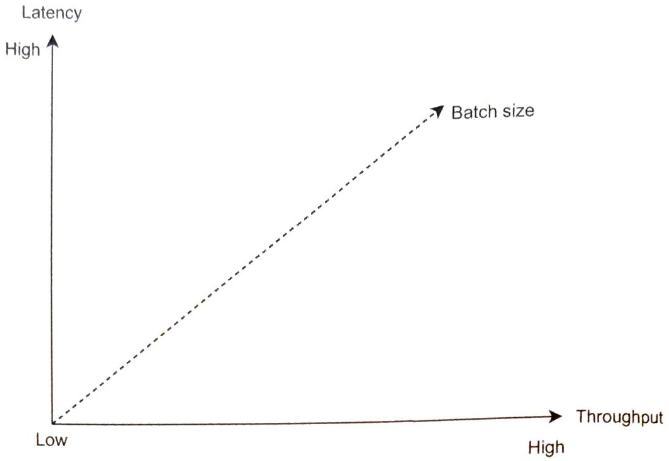 Latency
High
Batch size
Throughput
Low
High